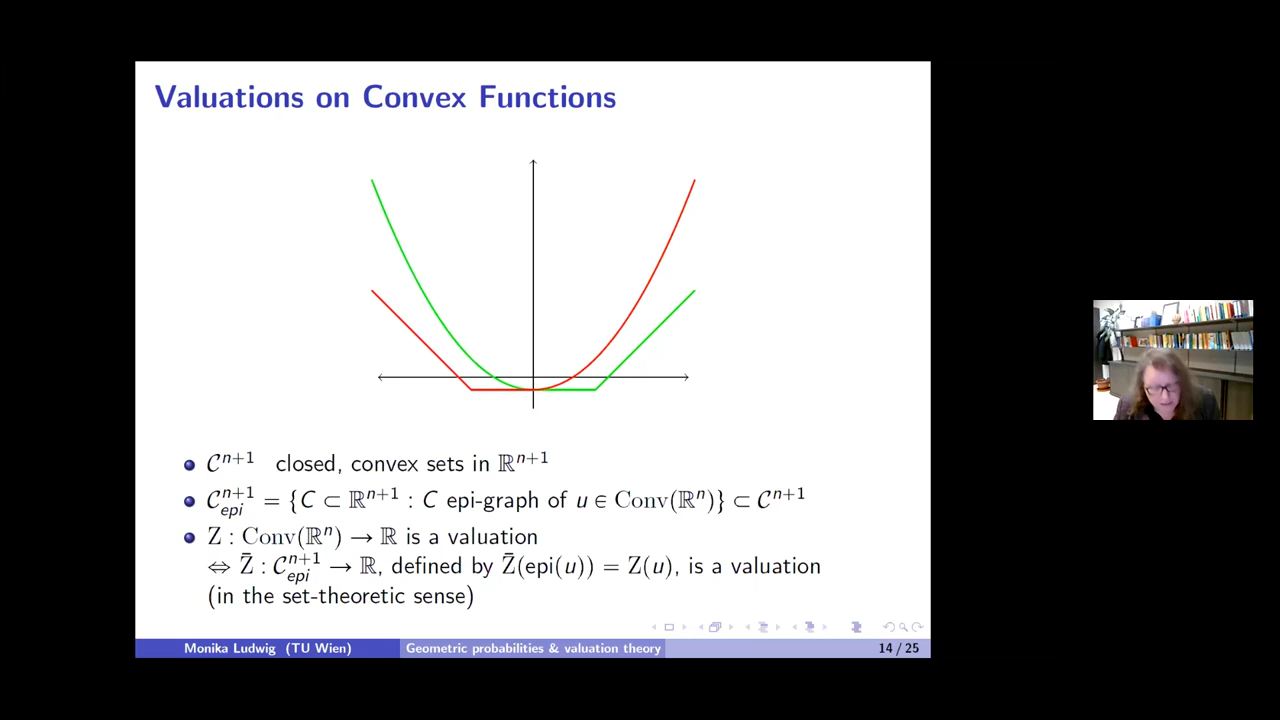 Valuations on Convex Functions
𝒞ⁿ⁺¹ closed, convex sets in ℝⁿ⁺¹
𝒞ⁿ⁺¹_epi = {C ⊂ ℝⁿ⁺¹ : C epi-graph of u ∈ Conv(ℝⁿ)} ⊂ 𝒞ⁿ⁺¹
Z : Conv(ℝⁿ) → ℝ is a valuation
⇔ Z̄ : 𝒞ⁿ⁺¹_epi → ℝ, defined by Z̄(epi(u)) = Z(u), is a valuation
(in the set-theoretic sense)
Monika Ludwig (TU Wien) Geometric probabilities & valuation theory 14 / 25